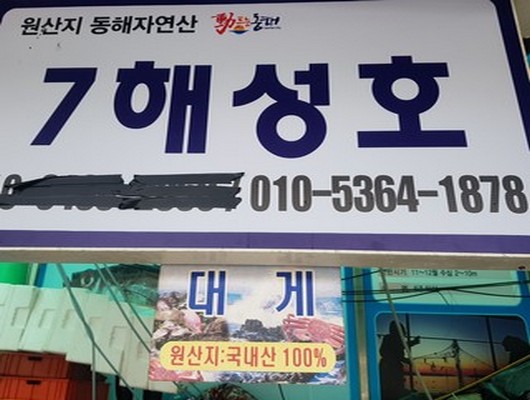 원산지 동해자연산
7해성호
010-5364-1878
대 게
원산지:국내산 100%